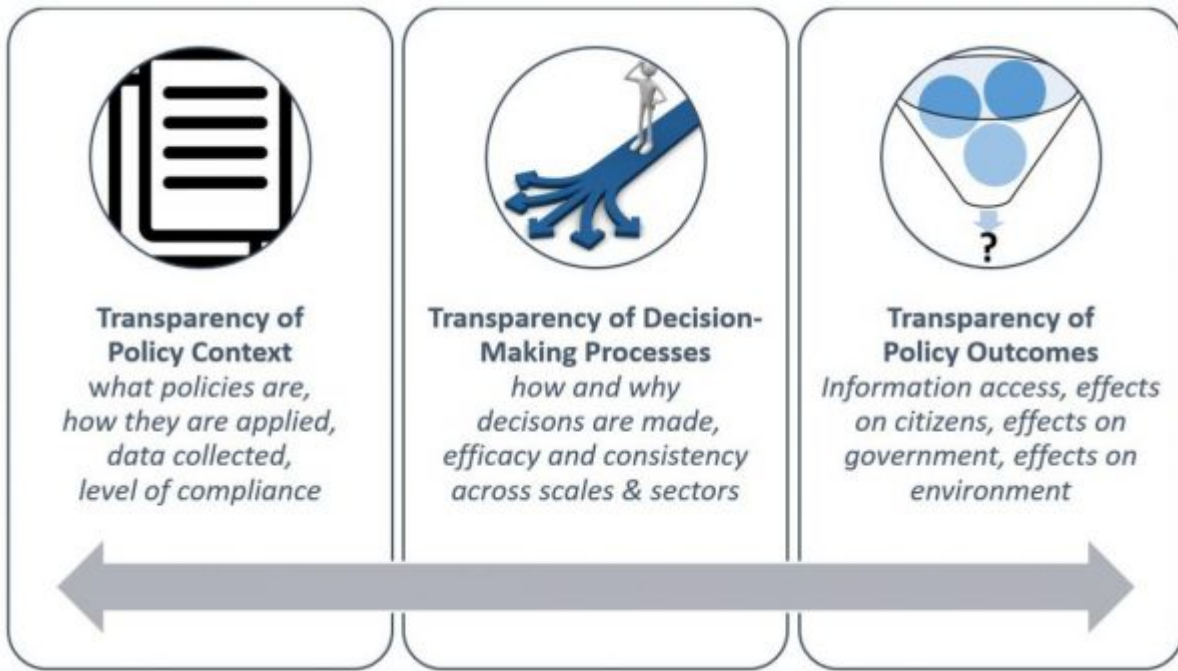 Transparency of
Policy Context
what policies are,
how they are applied,
data collected,
level of compliance
Transparency of Decision-
Making Processes
how and why
decisons are made,
efficacy and consistency
across scales & sectors
?
Transparency of
Policy Outcomes
Information access, effects
on citizens, effects on
government, effects on
environment